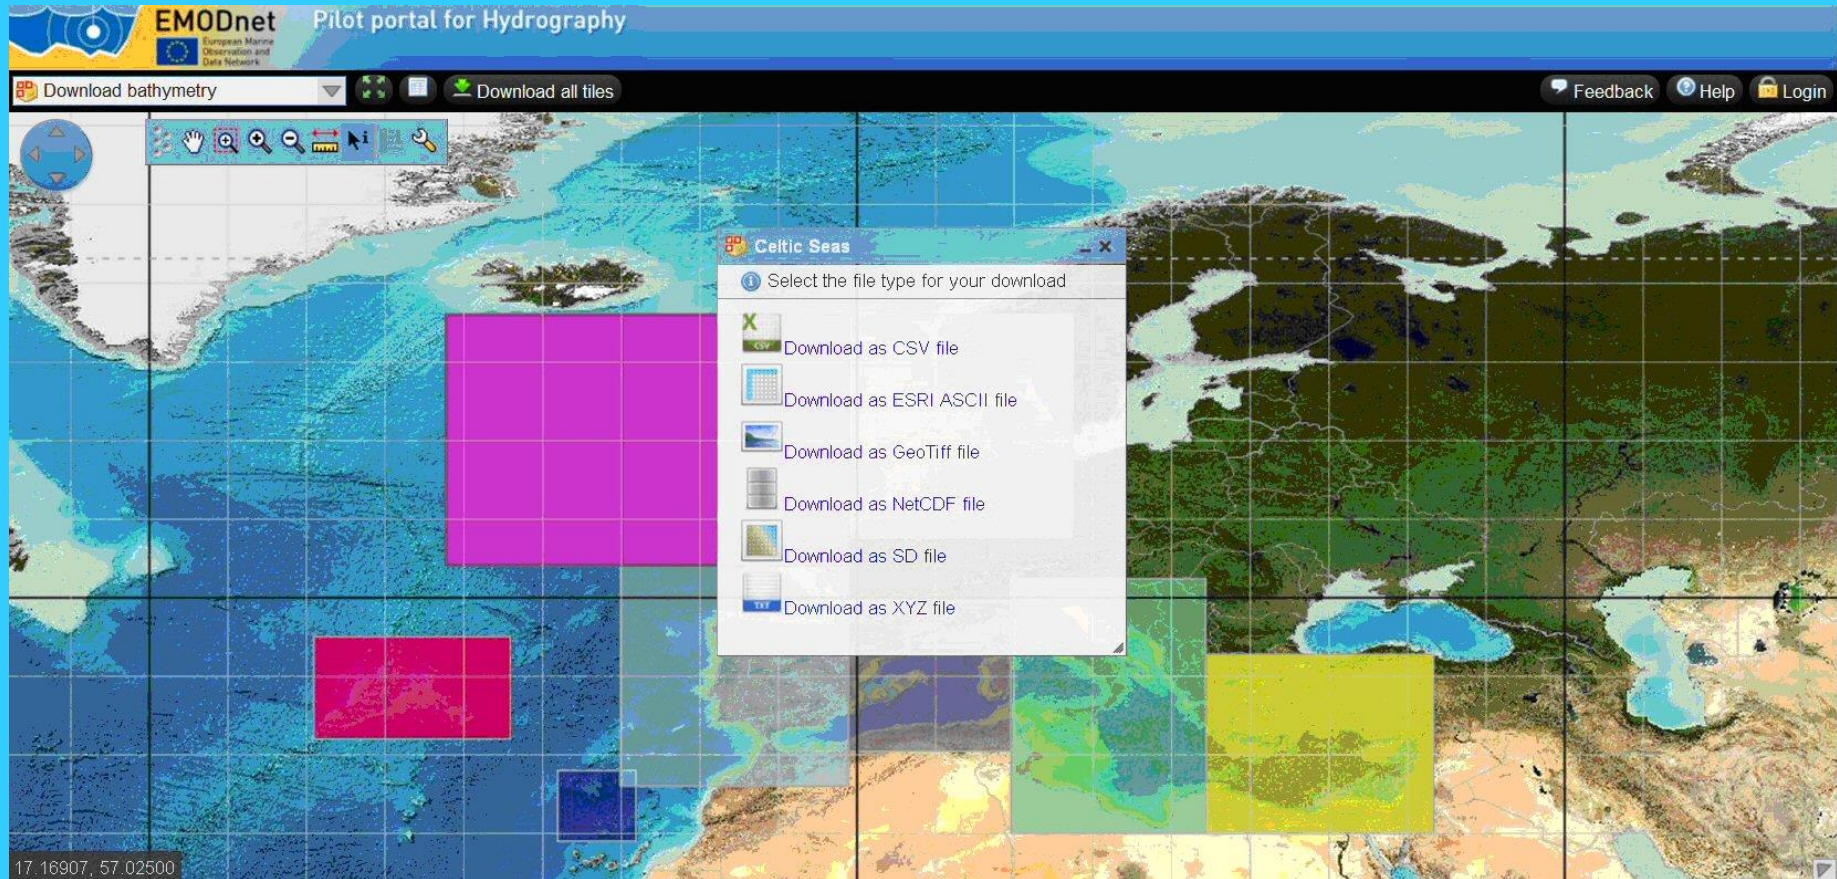 EMODnet
European Marine
Observation and
Data Network
Pilot portal for Hydrography
Download bathymetry
Download all tiles
Feedback
Help
Login
Celtic Seas
Select the file type for your download
CSV
Download as CSV file
Download as ESRI ASCII file
Download as GeoTiff file
Download as NetCDF file
Download as SD file
TXT
Download as XYZ file
17.16907, 57.02500